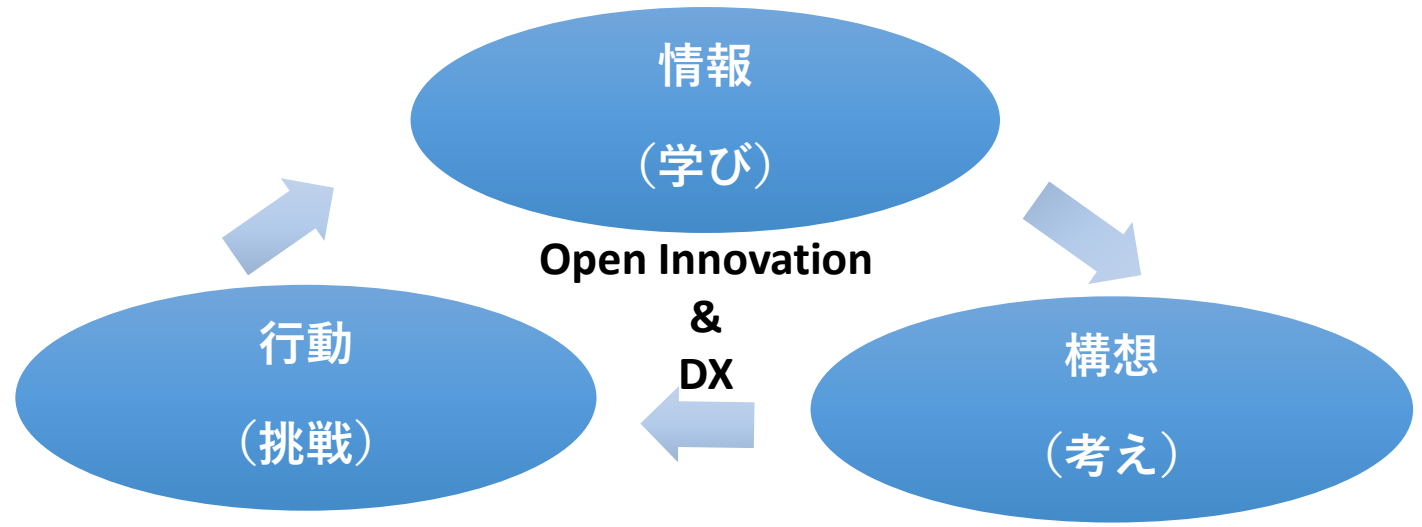 情報
（学び）
Open Innovation
&
DX
行動
（挑戦）
構想
（考え）